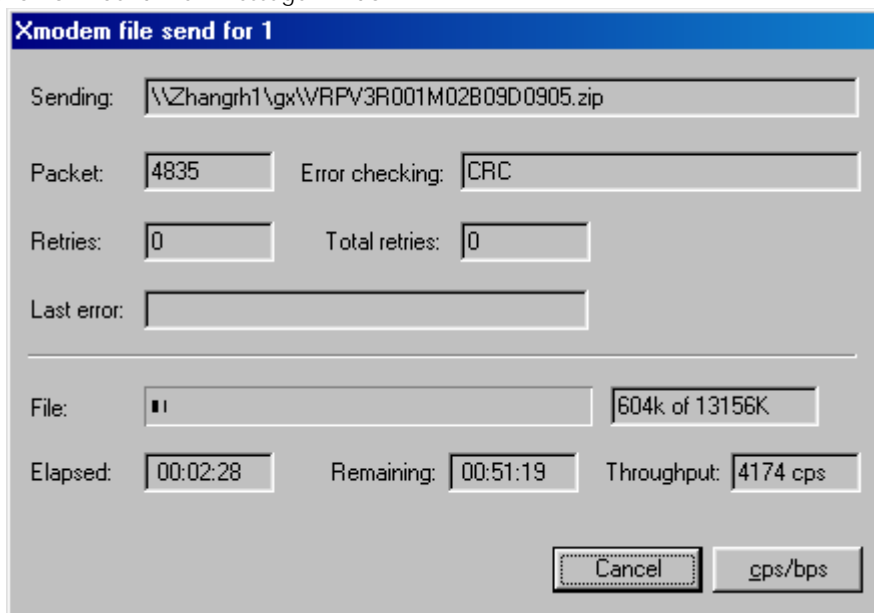 Xmodem file send for 1
Sending: \\Zhangrh1\gx\VRPV3R001M02B09D0905.zip
Packet: 4835 Error checking: CRC
Retries: 0 Total retries: 0
Last error:
File: 604k of 13156K
Elapsed: 00:02:28 Remaining: 00:51:19 Throughput: 4174 cps
Cancel cps/bps